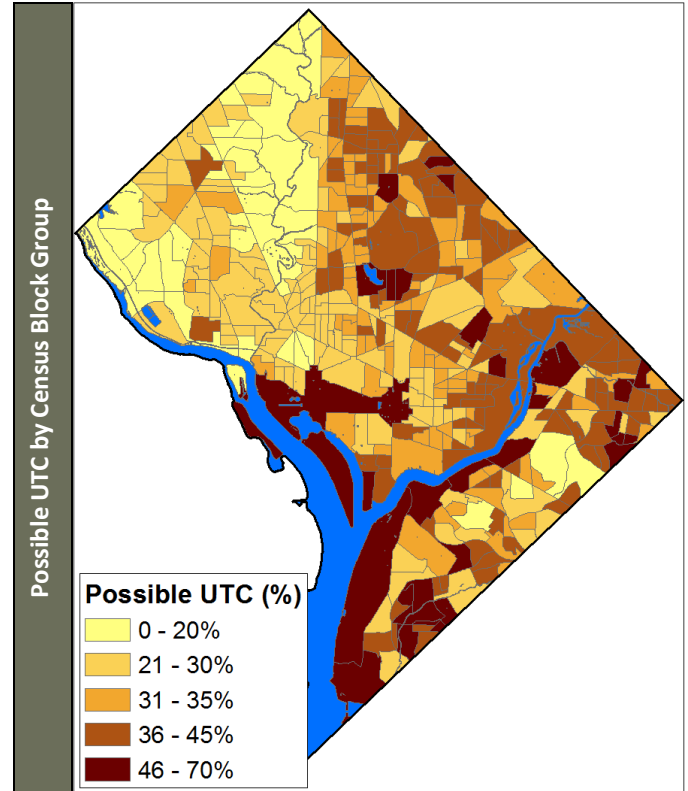 Possible UTC by Census Block Group
Possible UTC (%)
0 - 20%
21 - 30%
31 - 35%
36 - 45%
46 - 70%